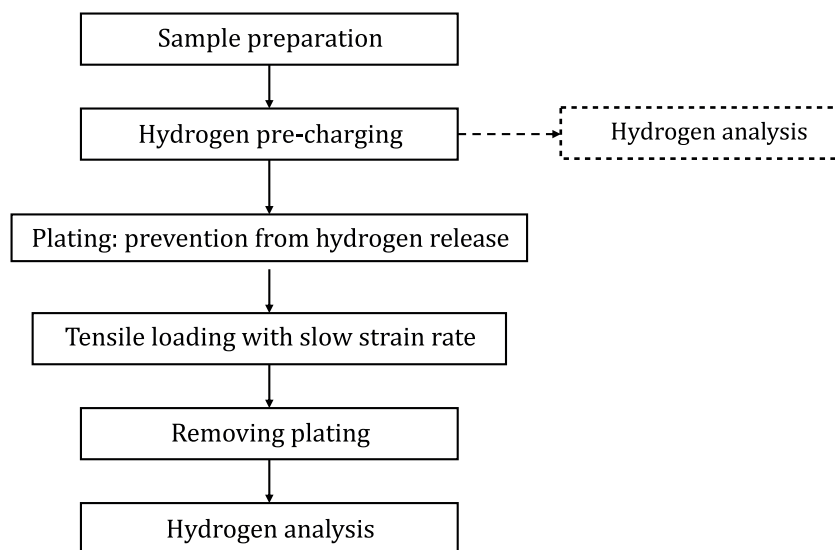 Sample preparation
Hydrogen pre-charging
Hydrogen analysis
Plating: prevention from hydrogen release
Tensile loading with slow strain rate
Removing plating
Hydrogen analysis